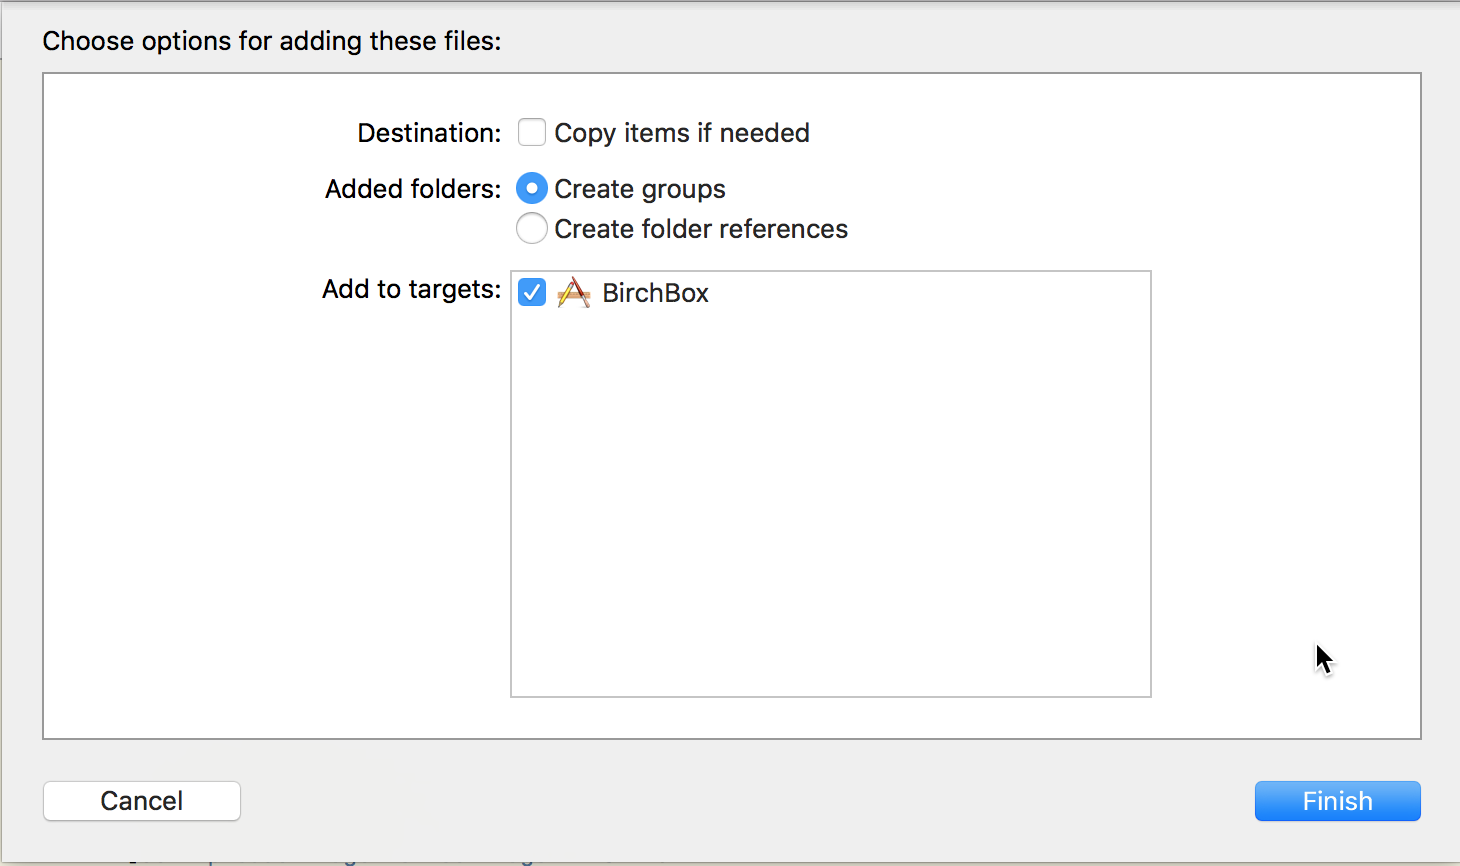 Choose options for adding these files:
Destination: Copy items if needed
Added folders: Create groups
Create folder references
Add to targets: BirchBox
Cancel Finish